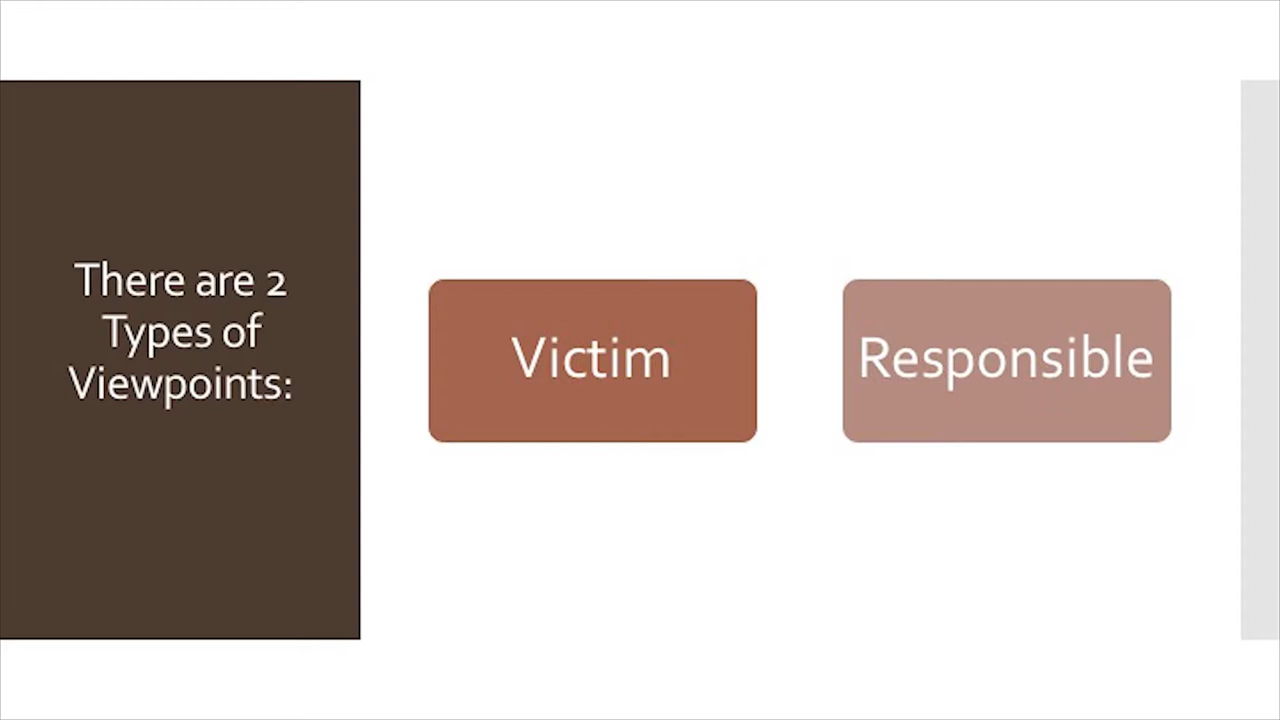 There are 2
Types of
Viewpoints:
Victim
Responsible